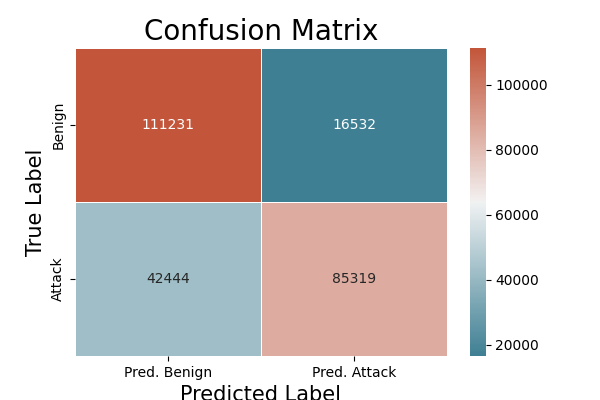 Confusion Matrix
True Label
Benign
Attack
111231
16532
42444
85319
Pred. Benign
Pred. Attack
Predicted Label
100000
80000
60000
40000
20000